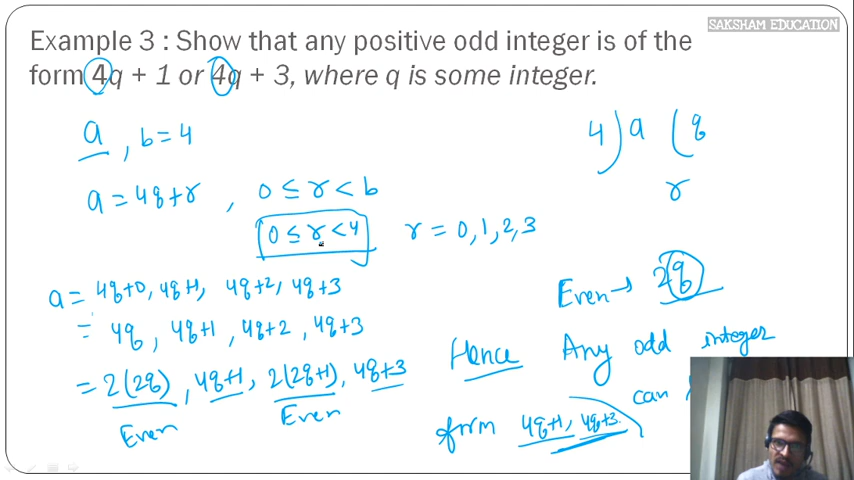 SAKSHAM EDUCATION
Example 3 : Show that any positive odd integer is of the
form 4q + 1 or 4q + 3, where q is some integer.
a , b = 4
4 ) a ( q
r
a = 4q + r , 0 ≤ r < b
0 ≤ r < 4 r = 0, 1, 2, 3
a = 4q+0, 4q+1, 4q+2, 4q+3
Even → 2q
= 4q , 4q+1 , 4q+2 , 4q+3
Hence Any odd integer
= 2(2q) , 4q+1, 2(2q+1), 4q+3
can
Even Even
form 4q+1, 4q+3.